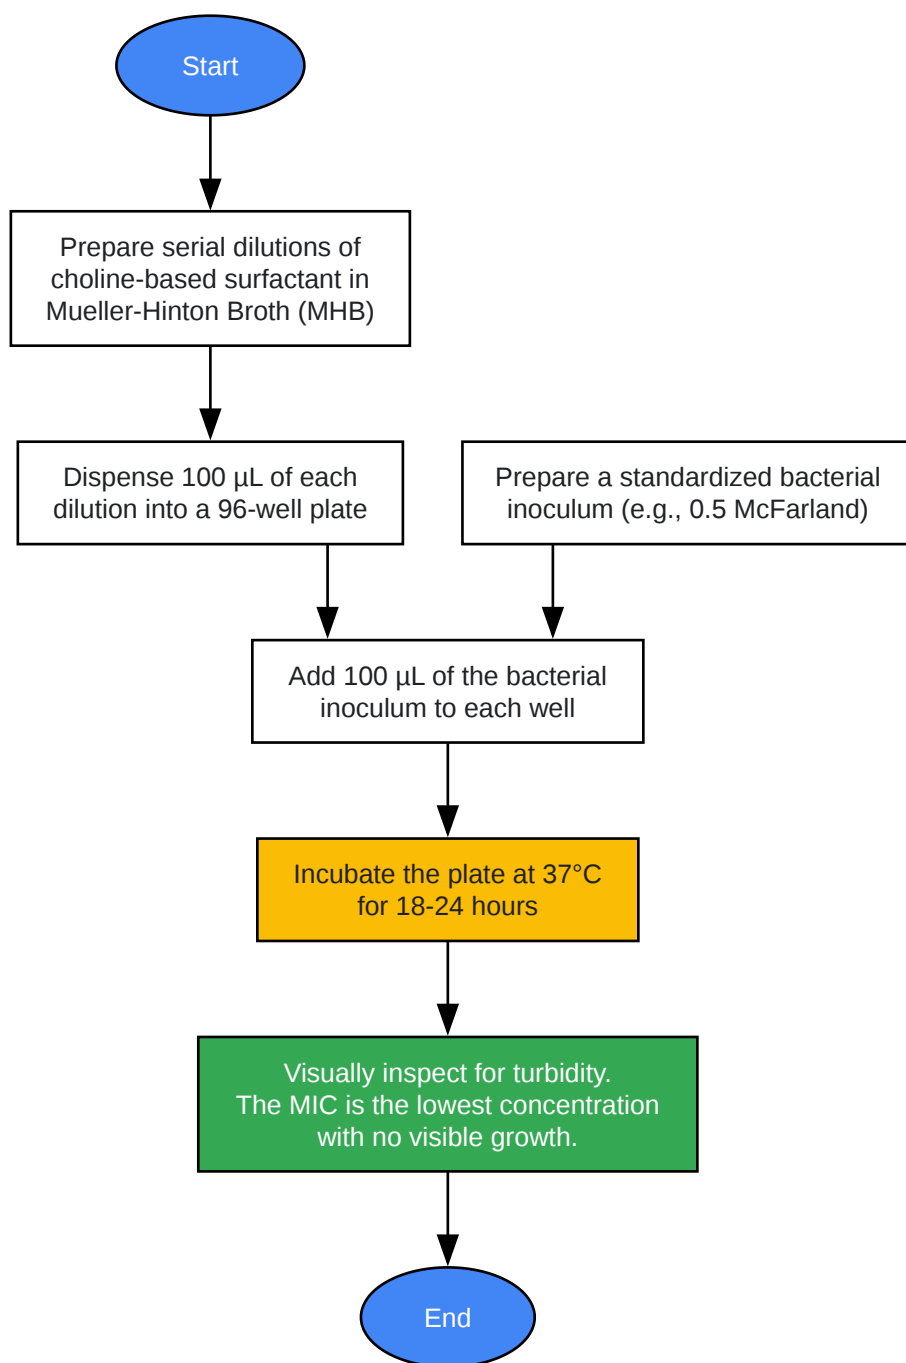 Start
Prepare serial dilutions of
choline-based surfactant in
Mueller-Hinton Broth (MHB)
Dispense 100 µL of each
dilution into a 96-well plate
Prepare a standardized bacterial
inoculum (e.g., 0.5 McFarland)
Add 100 µL of the bacterial
inoculum to each well
Incubate the plate at 37°C
for 18-24 hours
Visually inspect for turbidity.
The MIC is the lowest concentration
with no visible growth.
End